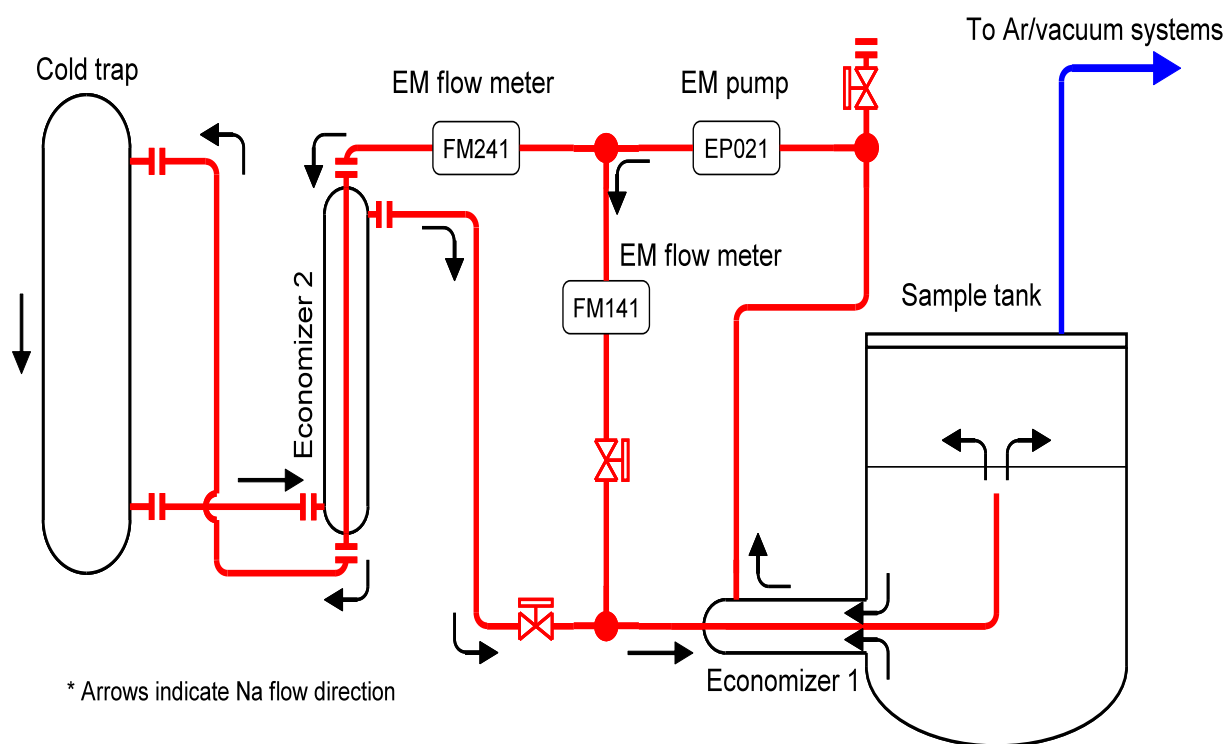 To Ar/vacuum systems
Cold trap
EM flow meter
EM pump
FM241
EP021
EM flow meter
Economizer 2
FM141
Sample tank
Economizer 1
* Arrows indicate Na flow direction